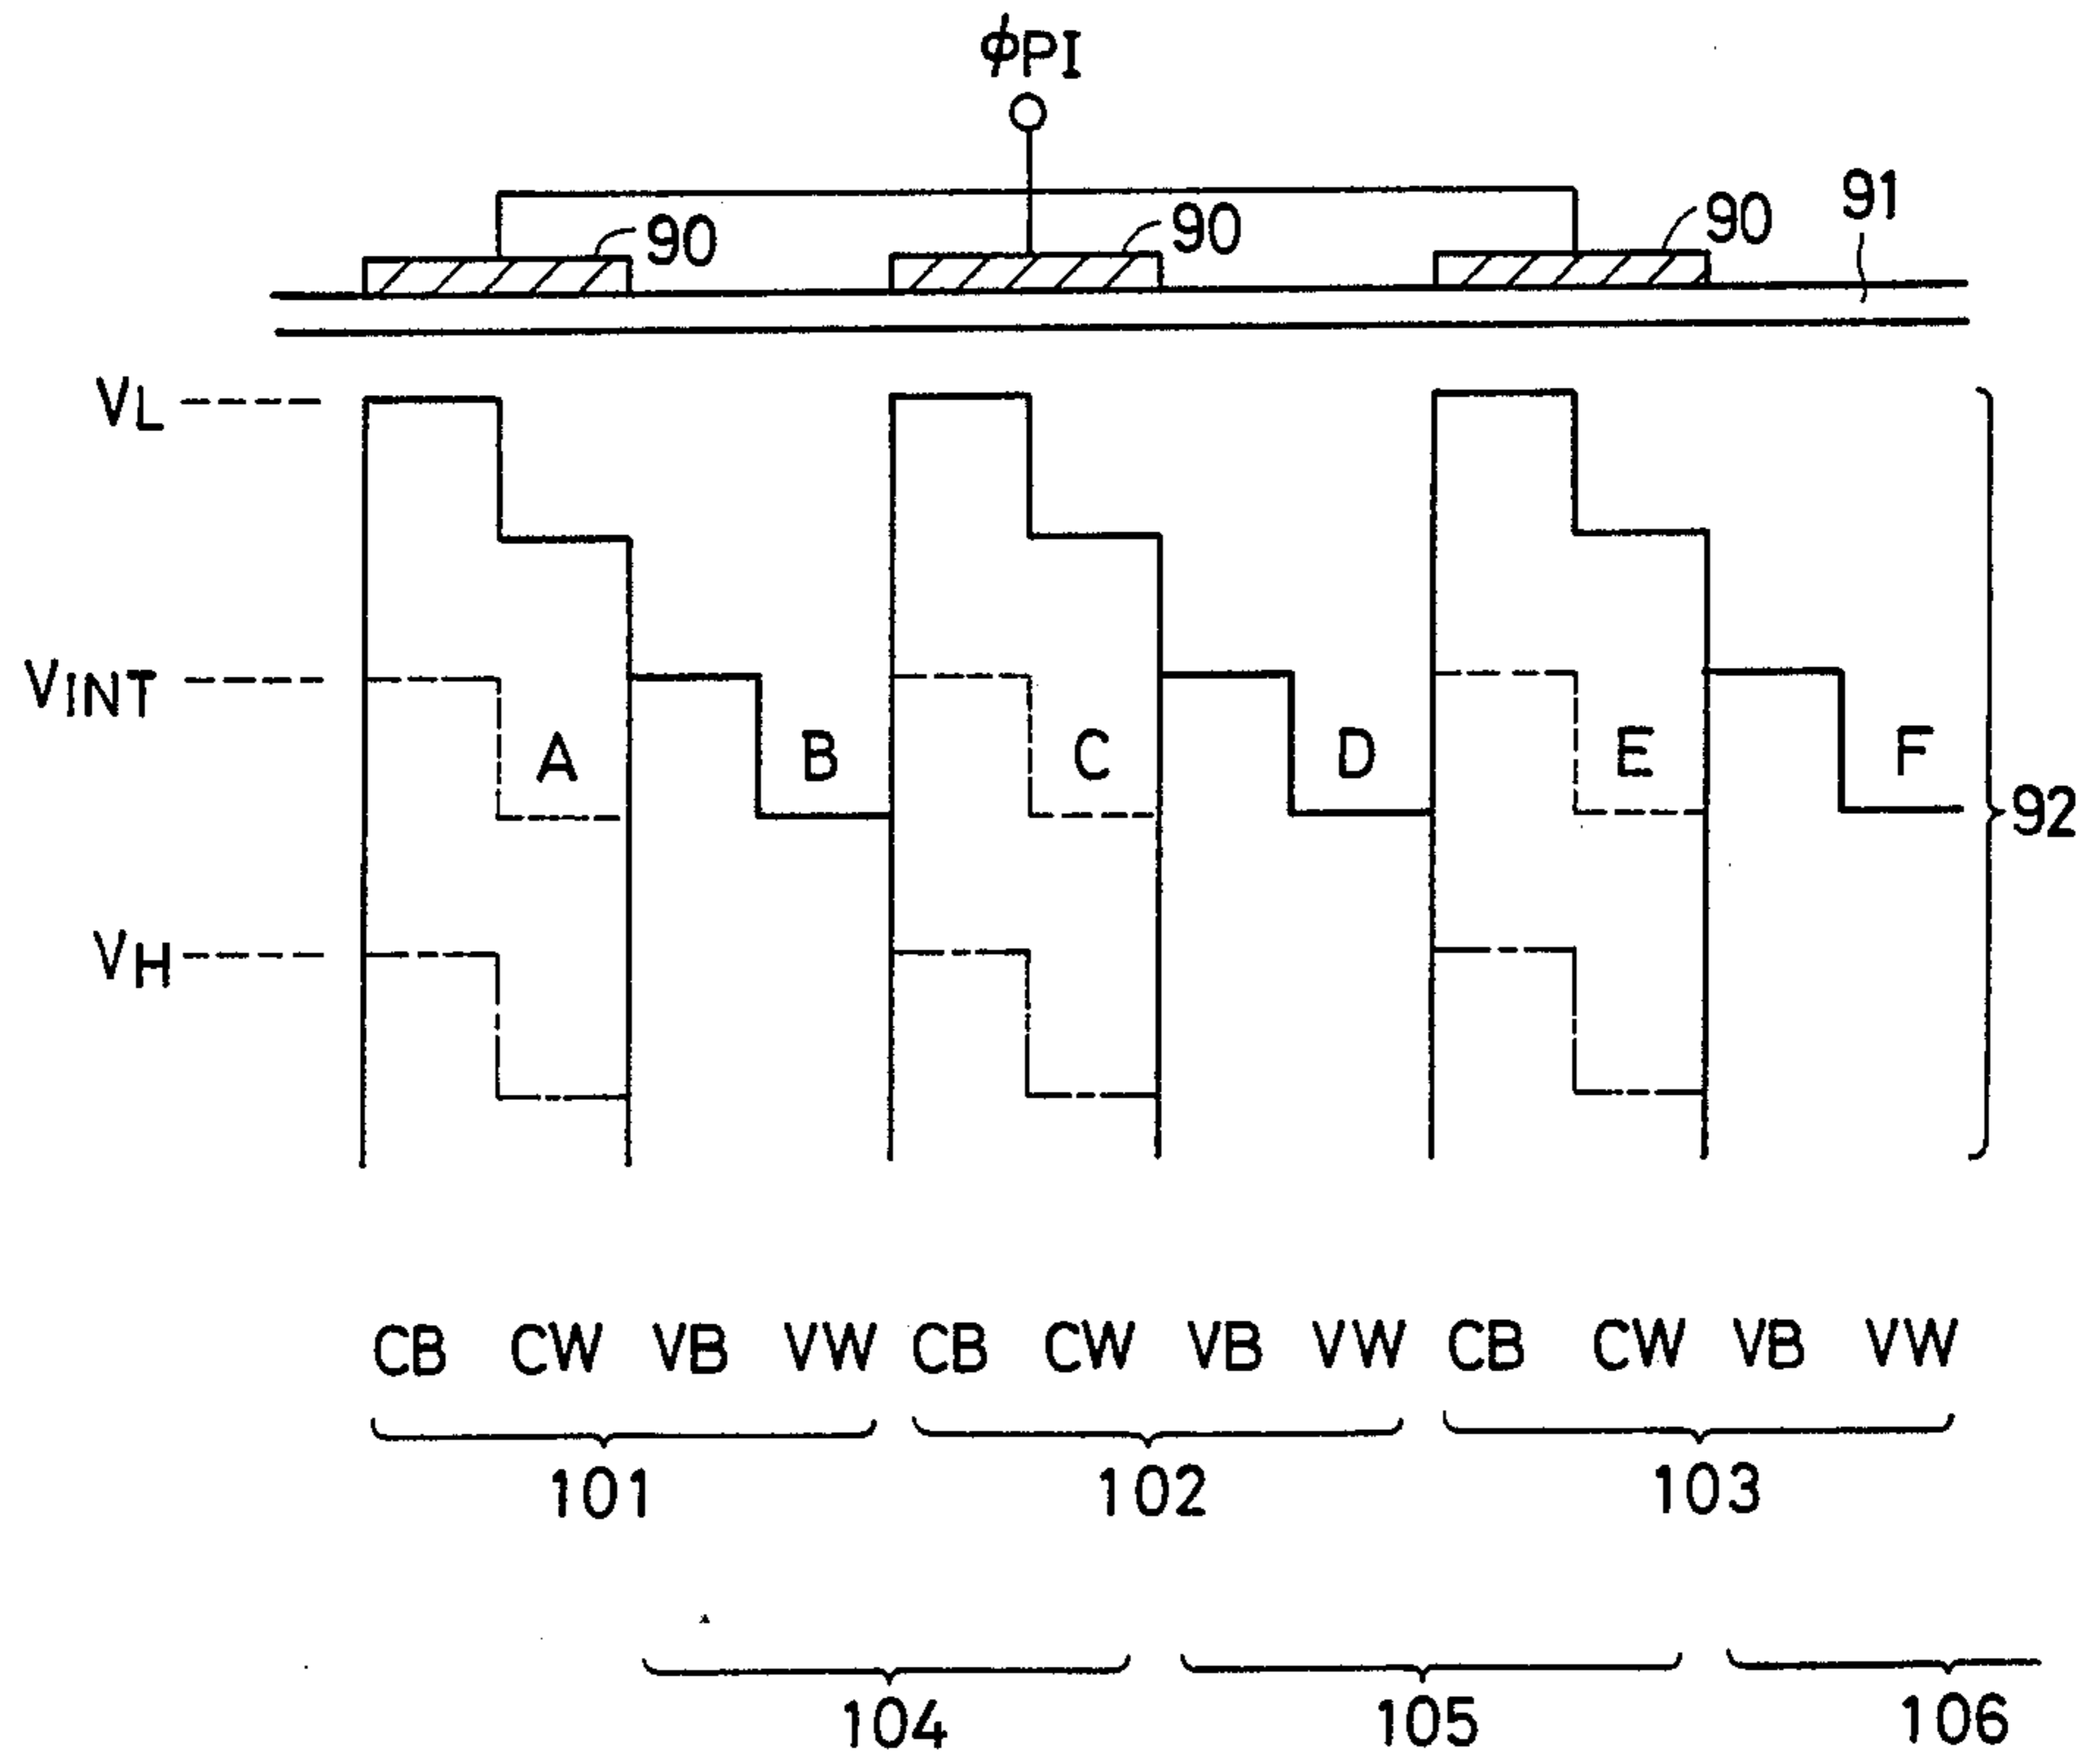 ϕPI
90 90 90 91
VL
VINT
A B C D E F
92
VH
CB CW VB VW CB CW VB VW CB CW VB VW
101 102 103
104 105 106